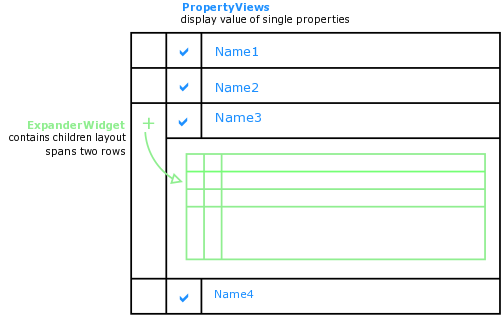 PropertyViews
display value of single properties
Name1
Name2
Name3
ExpanderWidget
contains children layout
spans two rows
Name4